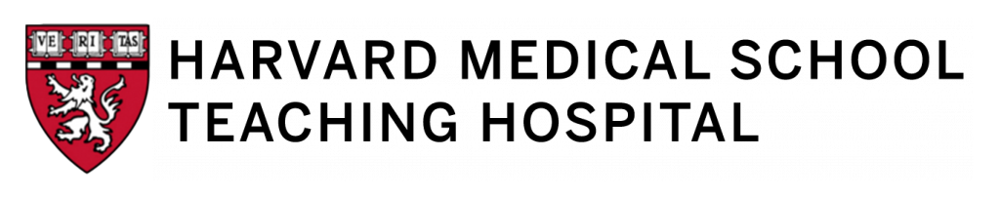 VE RI TAS HARVARD MEDICAL SCHOOL
TEACHING HOSPITAL